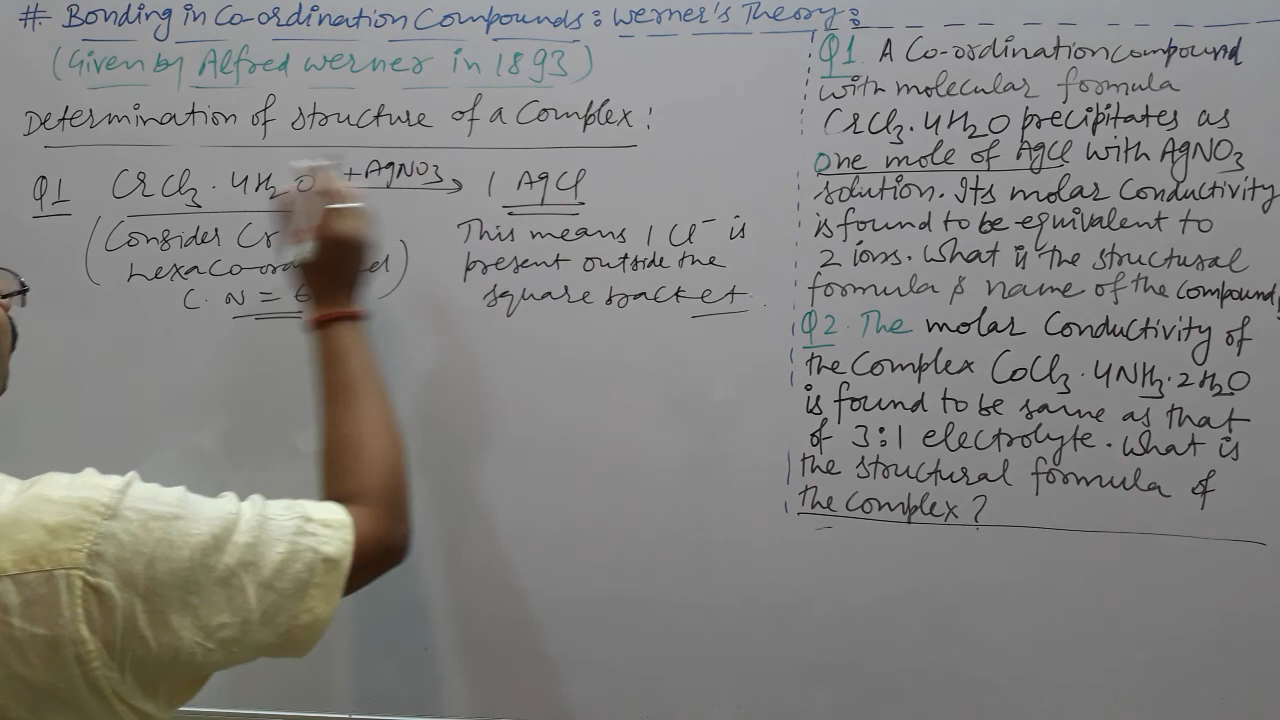 # Bonding in Co-ordination Compounds: Werner's Theory:
(Given by Alfred Werner in 1893)
Determination of structure of a Complex:
Q1 CrCl3.4H2O +AgNO3 → 1 AgCl
(Consider Cr
C.N = 6
This means 1 Cl⁻ is
present outside the
square bracket.
Q1. A Co-ordination compound
with molecular formula
CrCl3.4H2O precipitates as
one mole of AgCl with AgNO3
solution. Its molar Conductivity
is found to be equivalent to
2 ions. What is the structural
formula & name of the compound,
Q2. The molar Conductivity of
the Complex CoCl3.4NH3.2H2O
is found to be same as that
of 3:1 electrolyte. What is
the structural formula of
the complex?